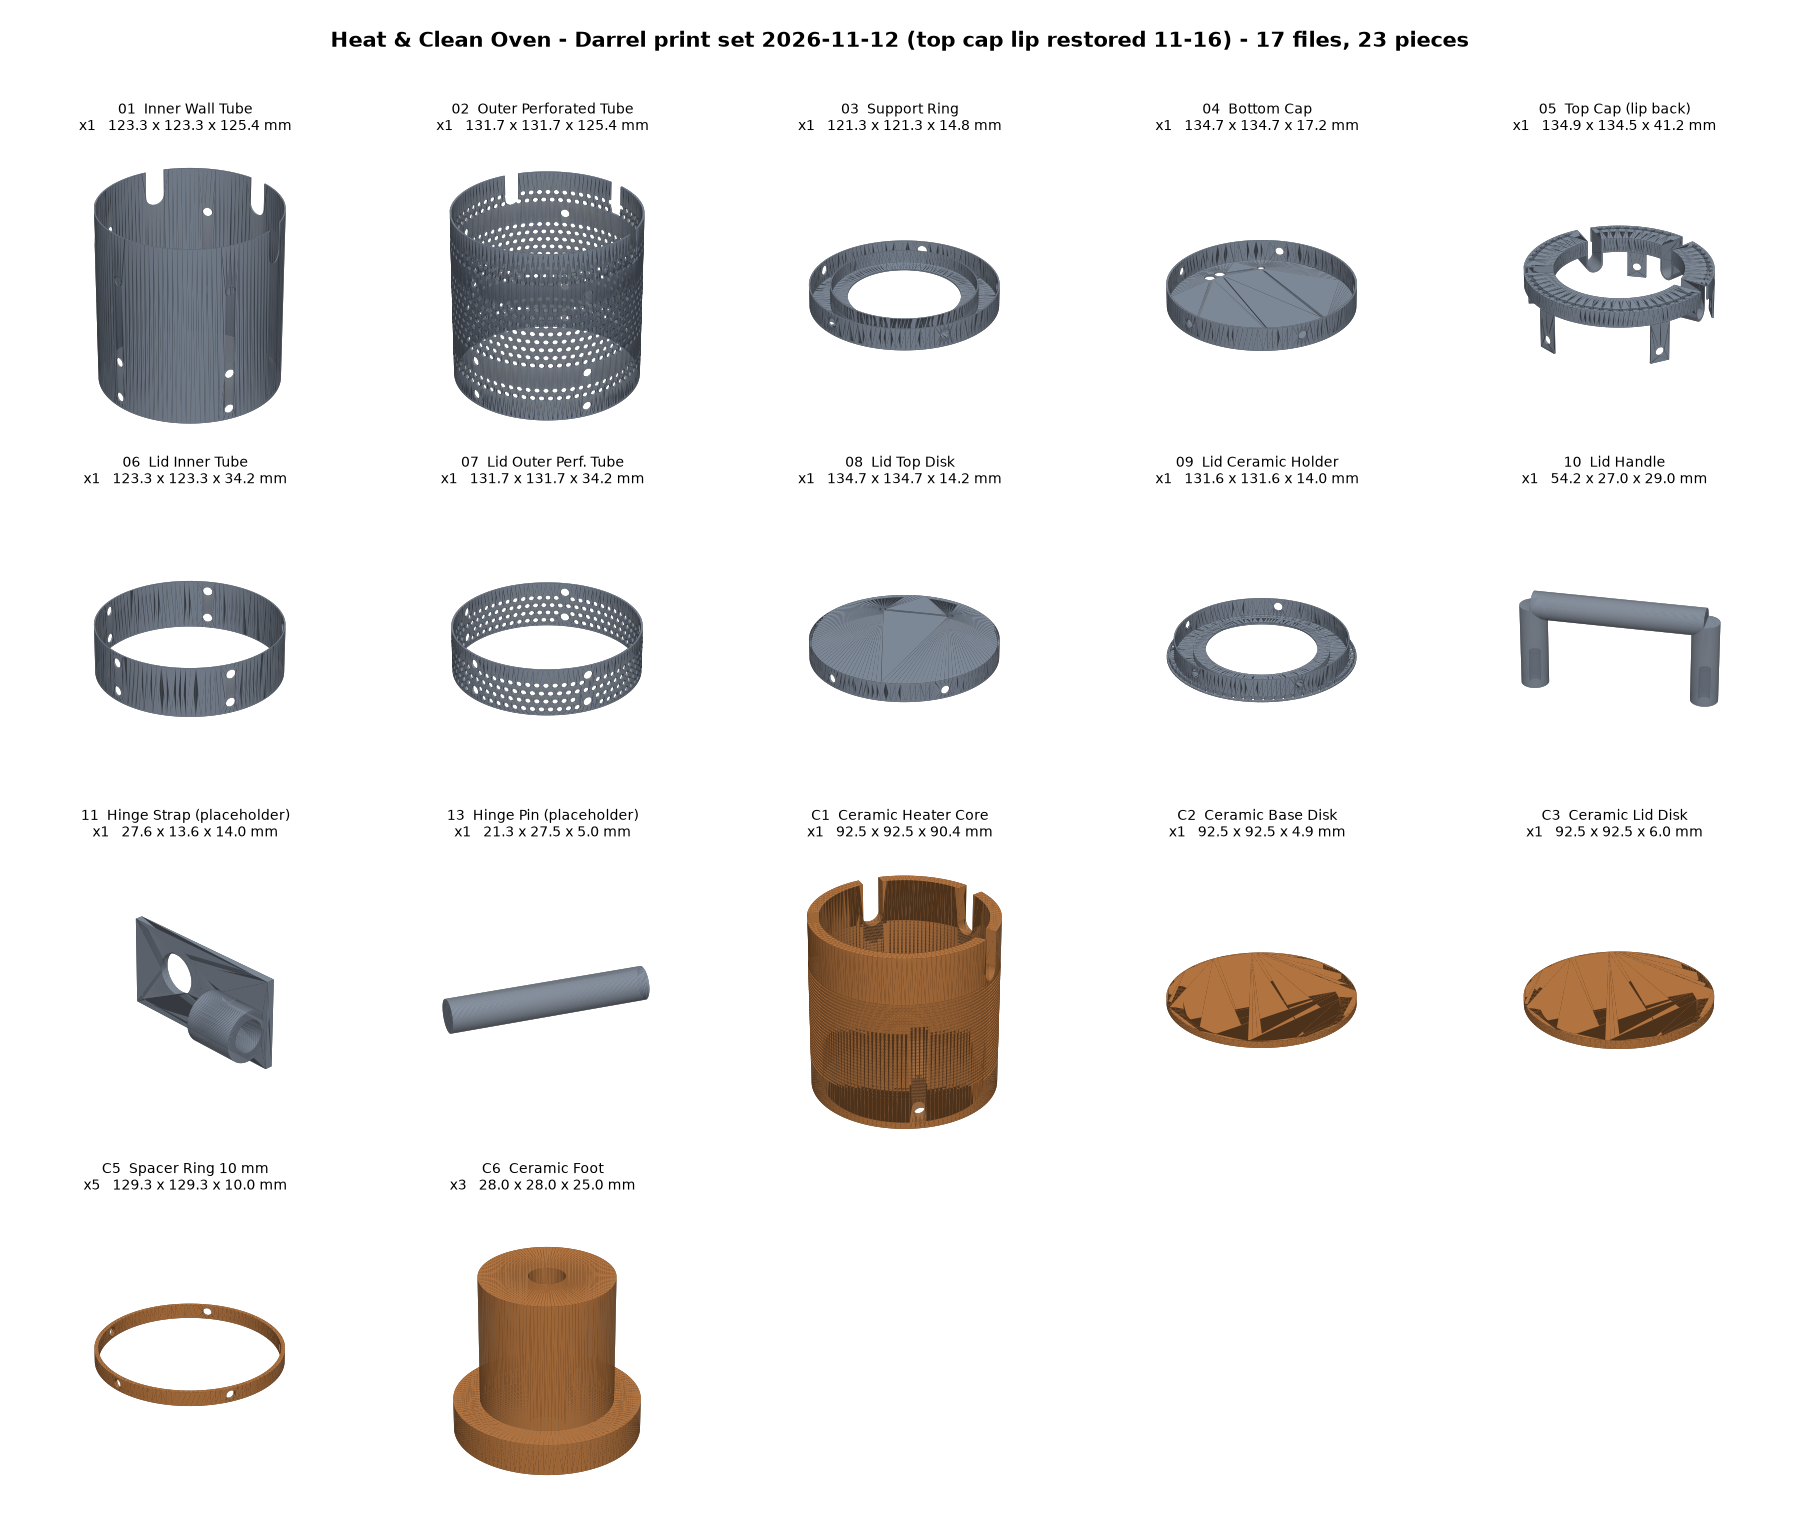 Heat & Clean Oven - Darrel print set 2026-11-12 (top cap lip restored 11-16) - 17 files, 23 pieces
01  Inner Wall Tube
x1   123.3 x 123.3 x 125.4 mm
02  Outer Perforated Tube
x1   131.7 x 131.7 x 125.4 mm
03  Support Ring
x1   121.3 x 121.3 x 14.8 mm
04  Bottom Cap
x1   134.7 x 134.7 x 17.2 mm
05  Top Cap (lip back)
x1   134.9 x 134.5 x 41.2 mm
06  Lid Inner Tube
x1   123.3 x 123.3 x 34.2 mm
07  Lid Outer Perf. Tube
x1   131.7 x 131.7 x 34.2 mm
08  Lid Top Disk
x1   134.7 x 134.7 x 14.2 mm
09  Lid Ceramic Holder
x1   131.6 x 131.6 x 14.0 mm
10  Lid Handle
x1   54.2 x 27.0 x 29.0 mm
11  Hinge Strap (placeholder)
x1   27.6 x 13.6 x 14.0 mm
13  Hinge Pin (placeholder)
x1   21.3 x 27.5 x 5.0 mm
C1  Ceramic Heater Core
x1   92.5 x 92.5 x 90.4 mm
C2  Ceramic Base Disk
x1   92.5 x 92.5 x 4.9 mm
C3  Ceramic Lid Disk
x1   92.5 x 92.5 x 6.0 mm
C5  Spacer Ring 10 mm
x5   129.3 x 129.3 x 10.0 mm
C6  Ceramic Foot
x3   28.0 x 28.0 x 25.0 mm